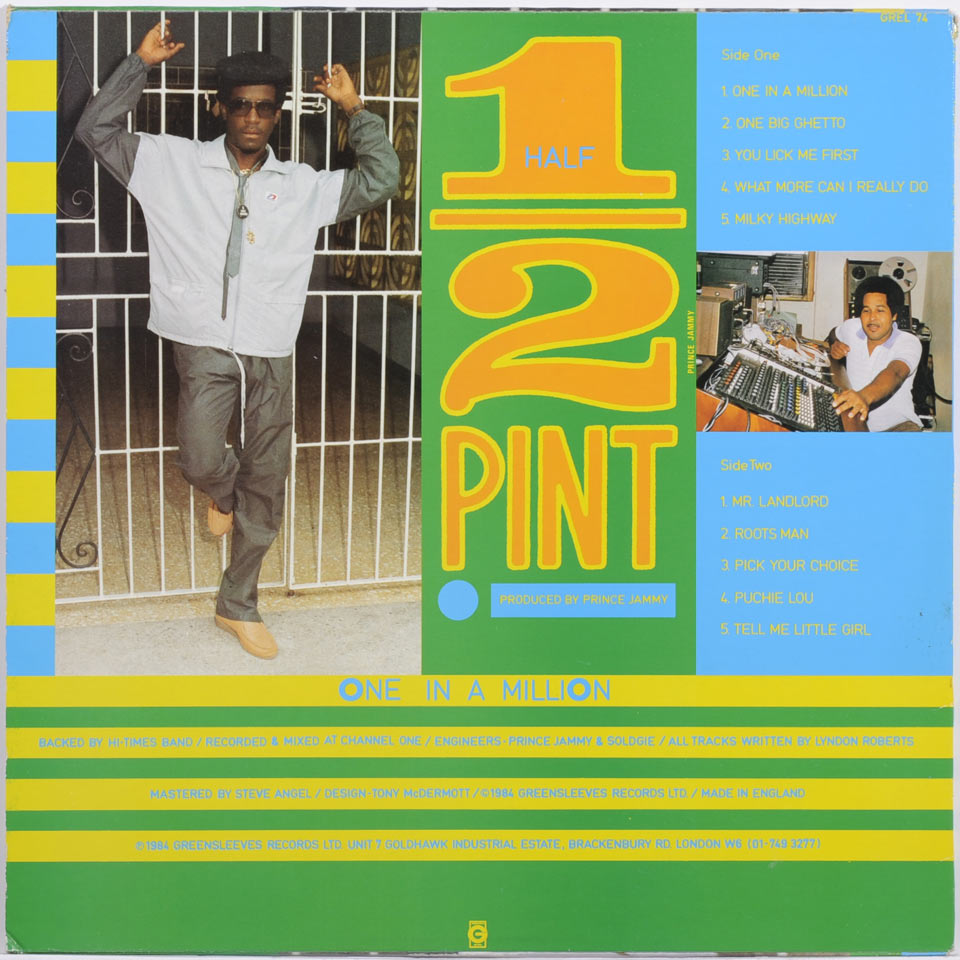 GREL 74
Side One
1. ONE IN A MILLION
2. ONE BIG GHETTO
3. YOU LICK ME FIRST
4. WHAT MORE CAN I REALLY DO
5. MILKY HIGHWAY
1
HALF
2
PINT
PRINCE JAMMY
PRODUCED BY PRINCE JAMMY
Side Two
1. MR. LANDLORD
2. ROOTS MAN
3. PICK YOUR CHOICE
4. PUCHIE LOU
5. TELL ME LITTLE GIRL
ONE IN A MILLION
BACKED BY HI-TIMES BAND / RECORDED & MIXED AT CHANNEL ONE / ENGINEERS-PRINCE JAMMY & SOLDGIE / ALL TRACKS WRITTEN BY LYNDON ROBERTS
MASTERED BY STEVE ANGEL / DESIGN-TONY McDERMOTT / ©1984 GREENSLEEVES RECORDS LTD. / MADE IN ENGLAND
℗1984 GREENSLEEVES RECORDS LTD. UNIT 7 GOLDHAWK INDUSTRIAL ESTATE, BRACKENBURY RD. LONDON W6 (01-749 3277)
G